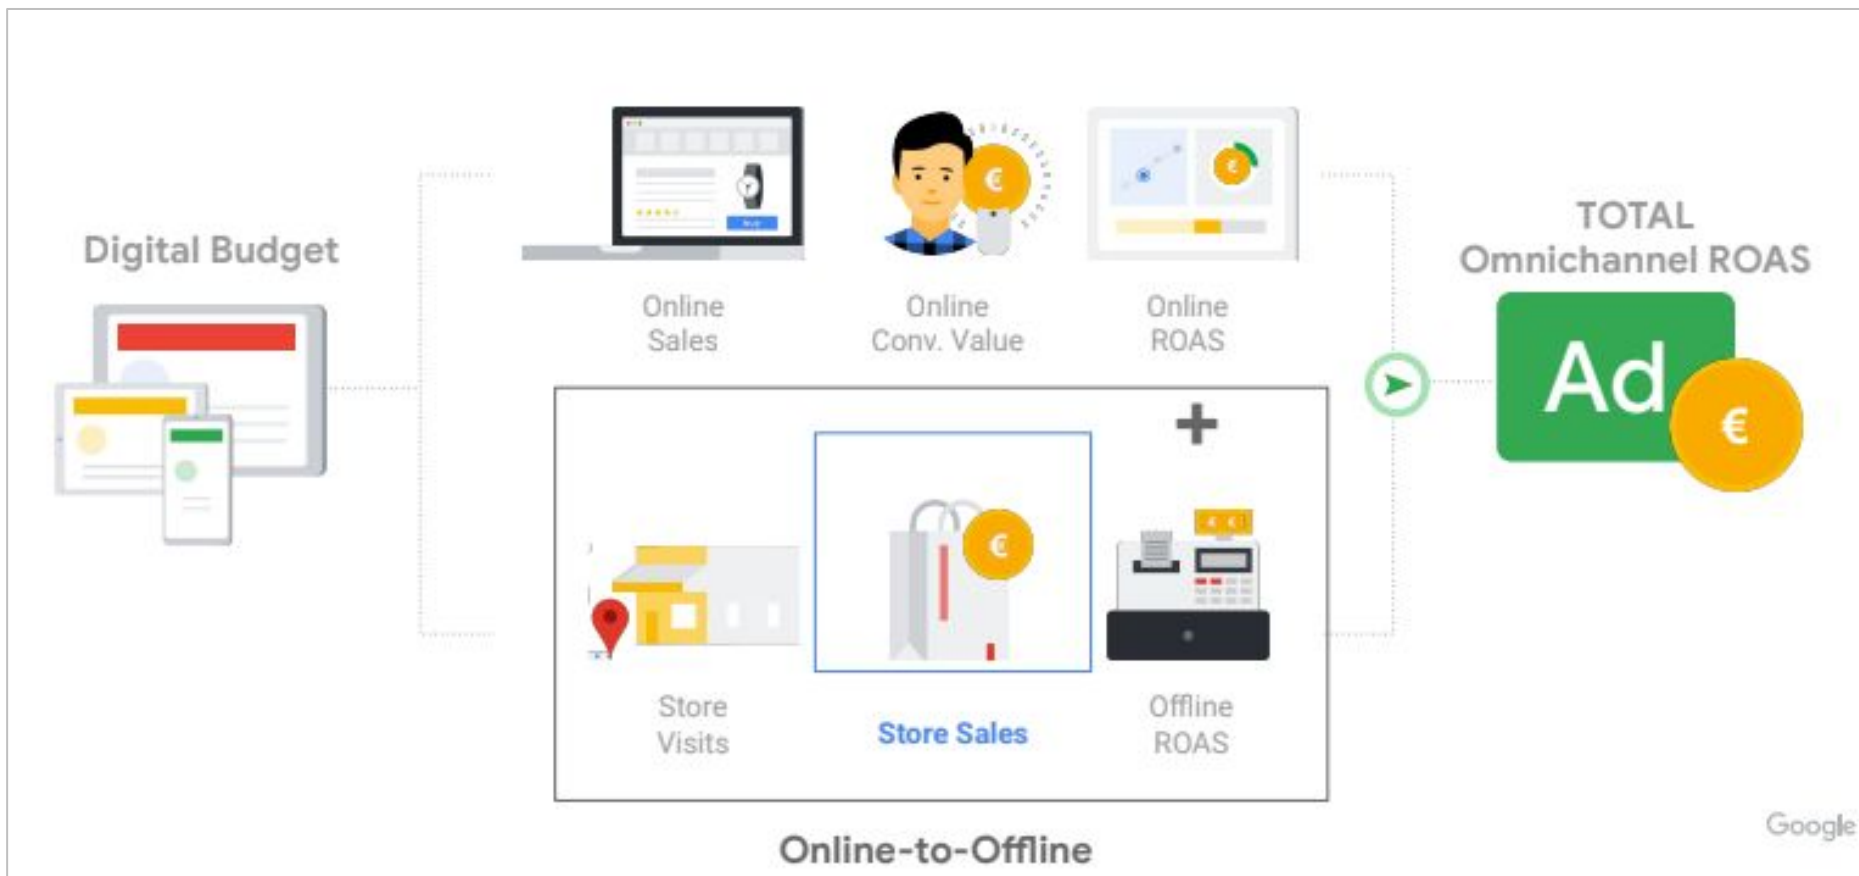 Digital Budget
Online
Sales
Online
Conv. Value
Online
ROAS
TOTAL
Omnichannel ROAS
Ad
€
€
€
+
€
€ €
Store
Visits
Store Sales
Offline
ROAS
Online-to-Offline
Google